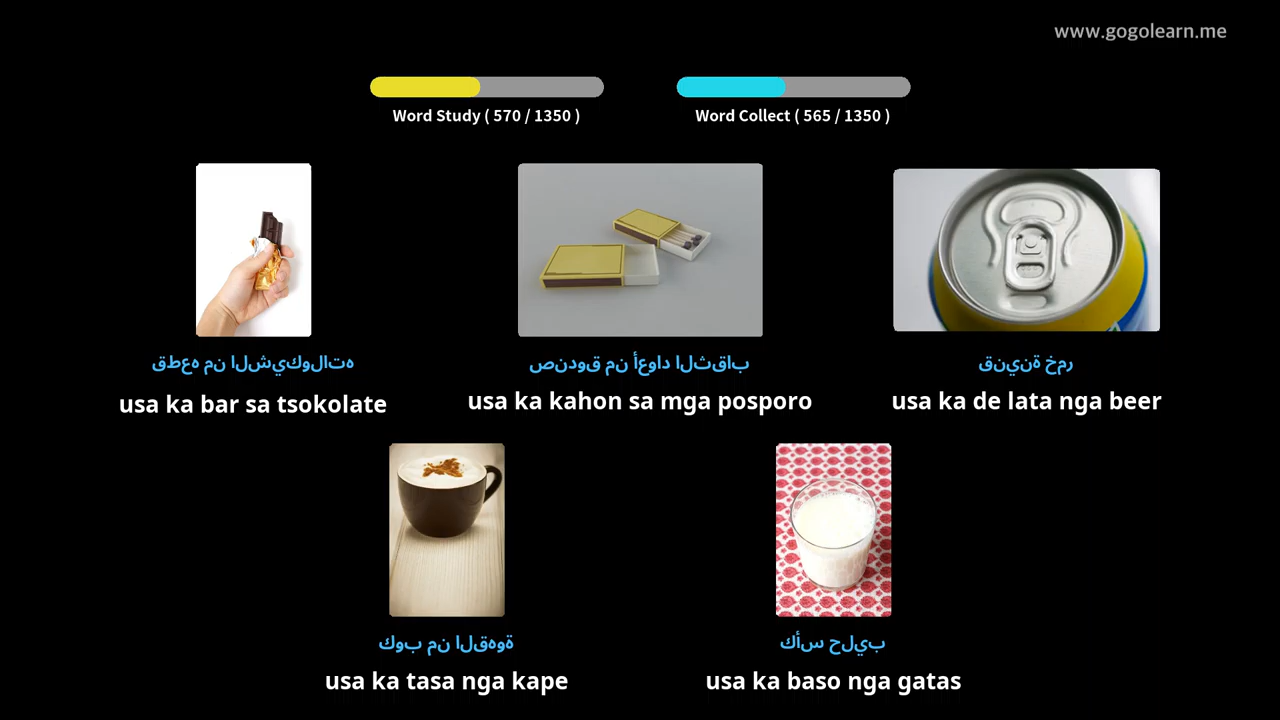 www.gogolearn.me
Word Study ( 570 / 1350 )
Word Collect ( 565 / 1350 )
قطعه من الشيكولاته
صندوق من أعواد الثقاب
قنينة خمر
usa ka bar sa tsokolate
usa ka kahon sa mga posporo
usa ka de lata nga beer
كوب من القهوة
كأس حليب
usa ka tasa nga kape
usa ka baso nga gatas